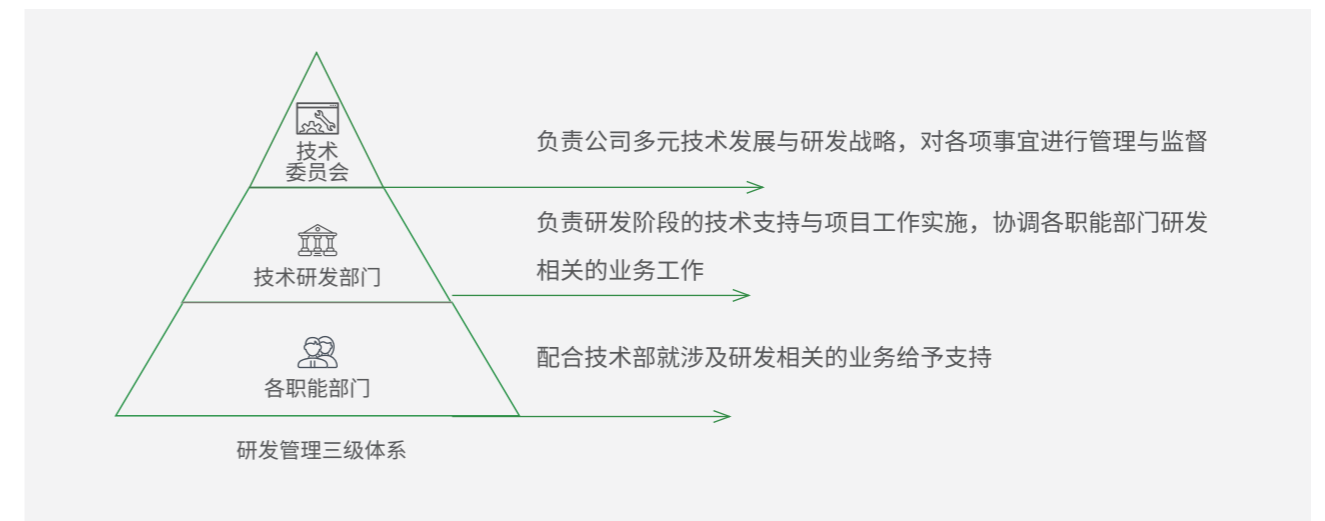 技术
委员会
负责公司多元技术发展与研发战略，对各项事宜进行管理与监督
技术研发部门
负责研发阶段的技术支持与项目工作实施，协调各职能部门研发
相关的业务工作
各职能部门
配合技术部就涉及研发相关的业务给予支持
研发管理三级体系